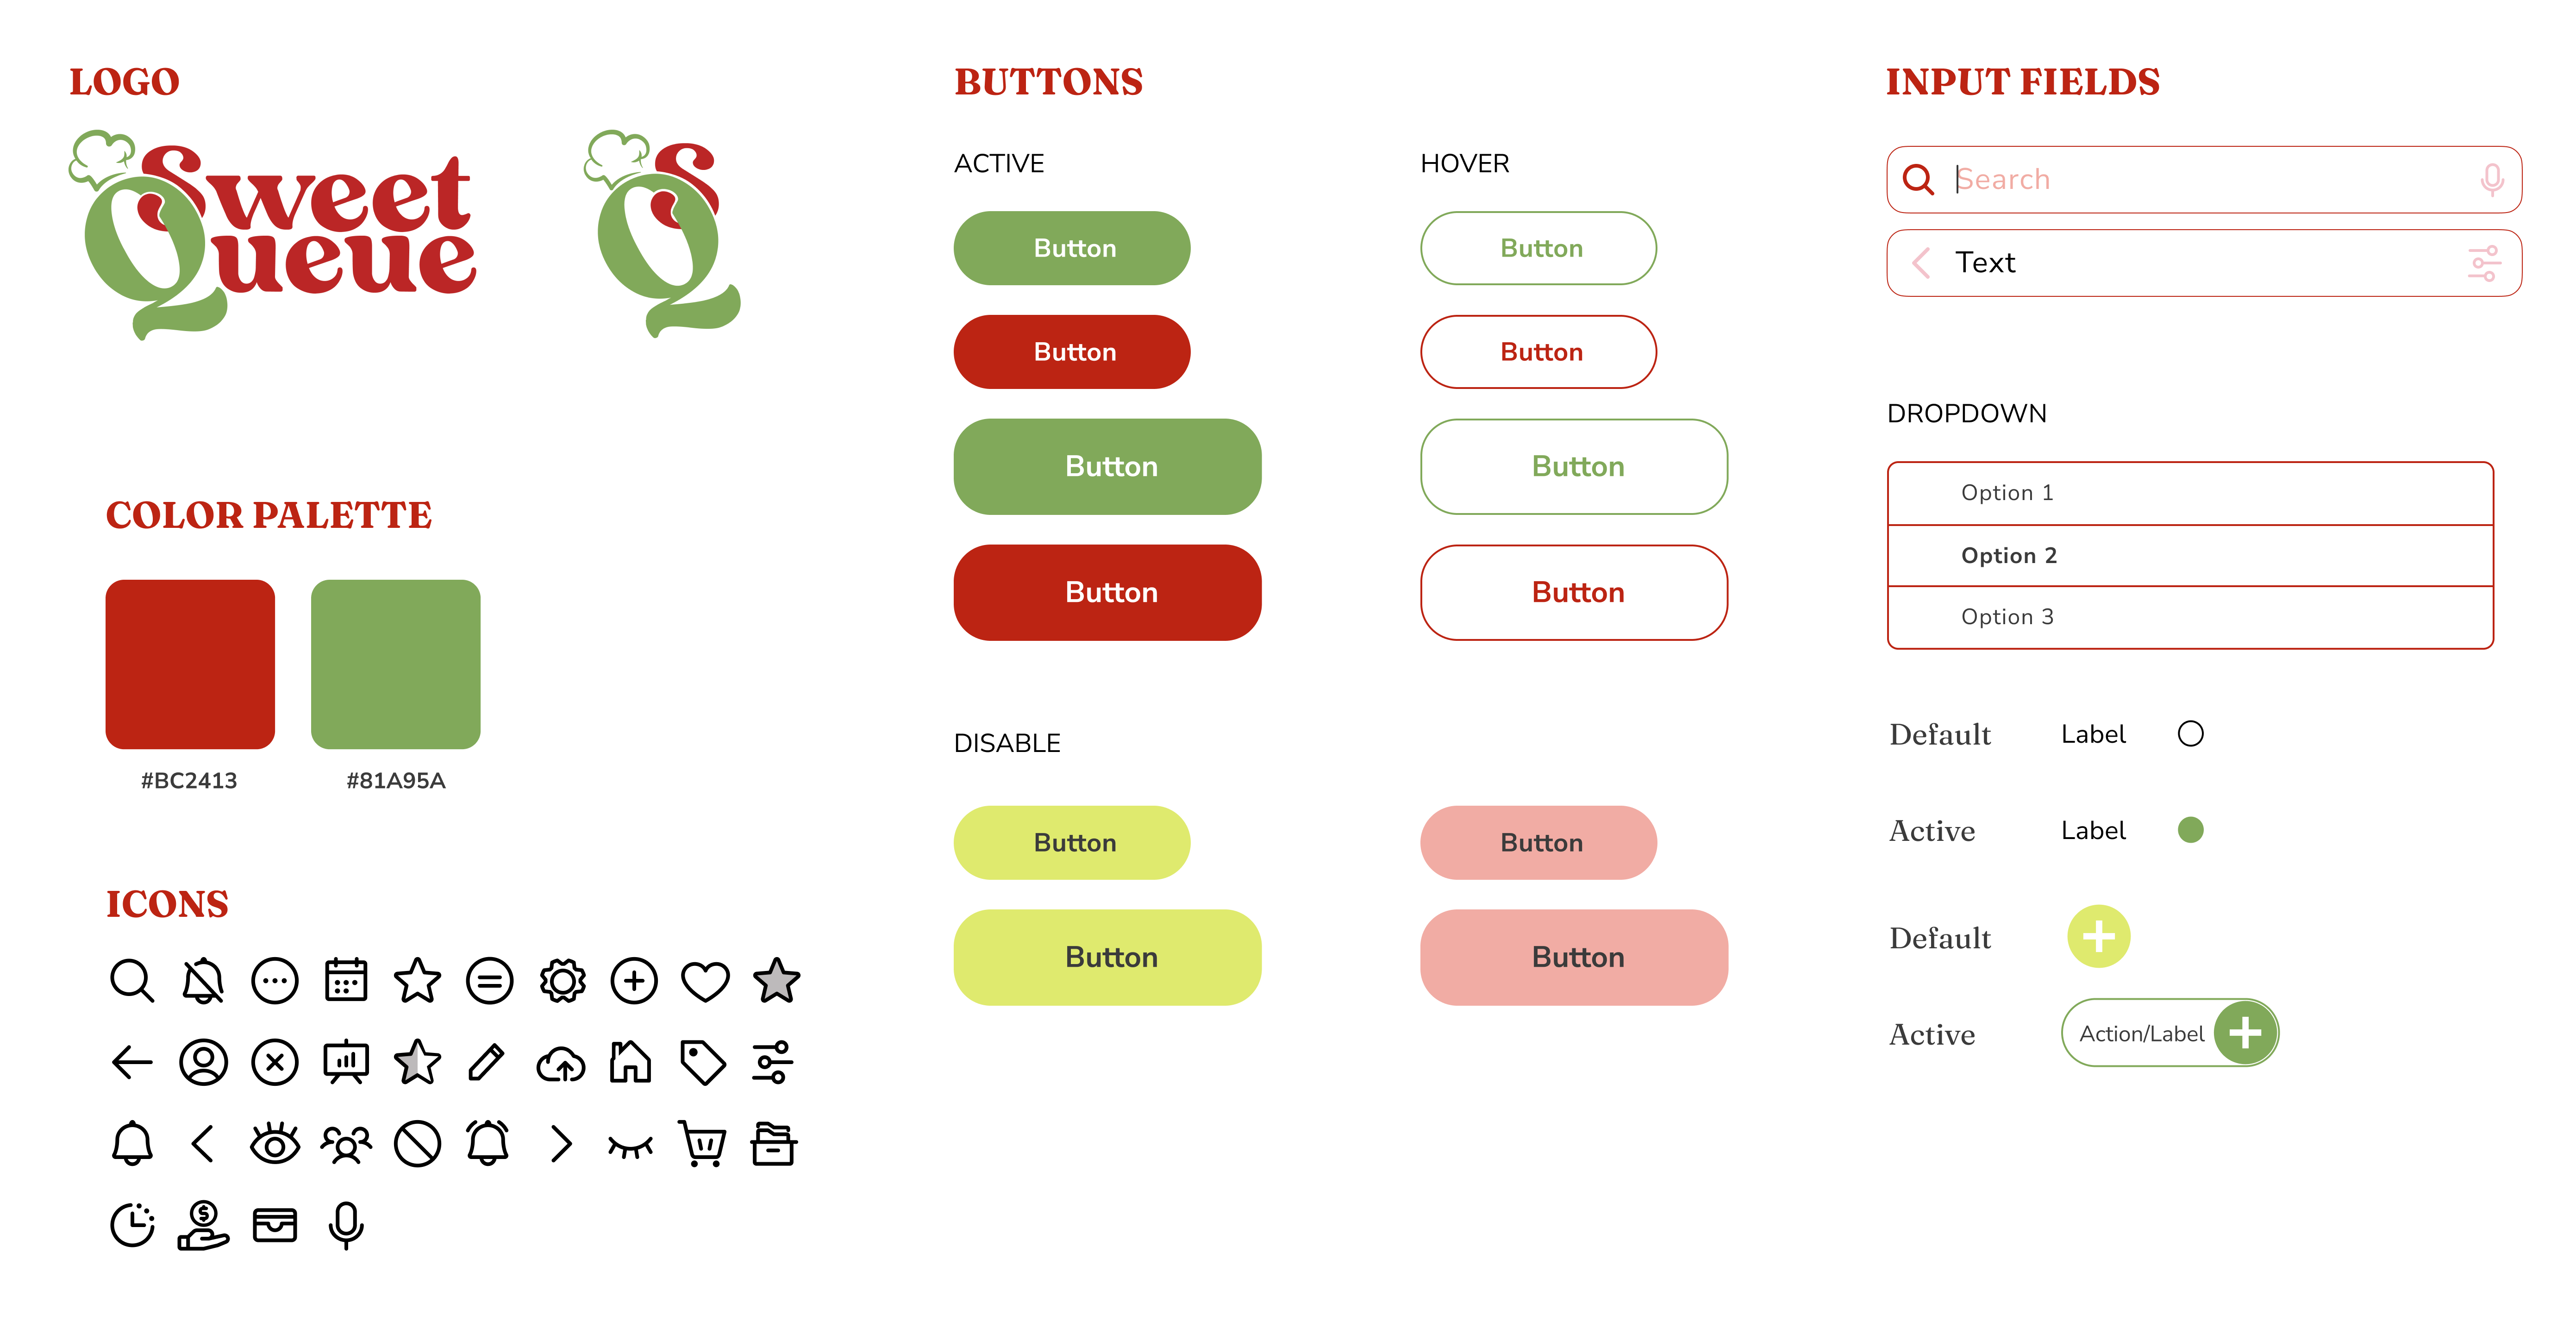 LOGO
Sweet
Queue
SQ
COLOR PALETTE
#BC2413
#81A95A
ICONS
BUTTONS
ACTIVE
HOVER
Button
Button
Button
Button
Button
Button
Button
Button
DISABLE
Button
Button
Button
Button
INPUT FIELDS
Search
Text
DROPDOWN
Option 1
Option 2
Option 3
Default
Label
Active
Label
Default
Active
Action/Label